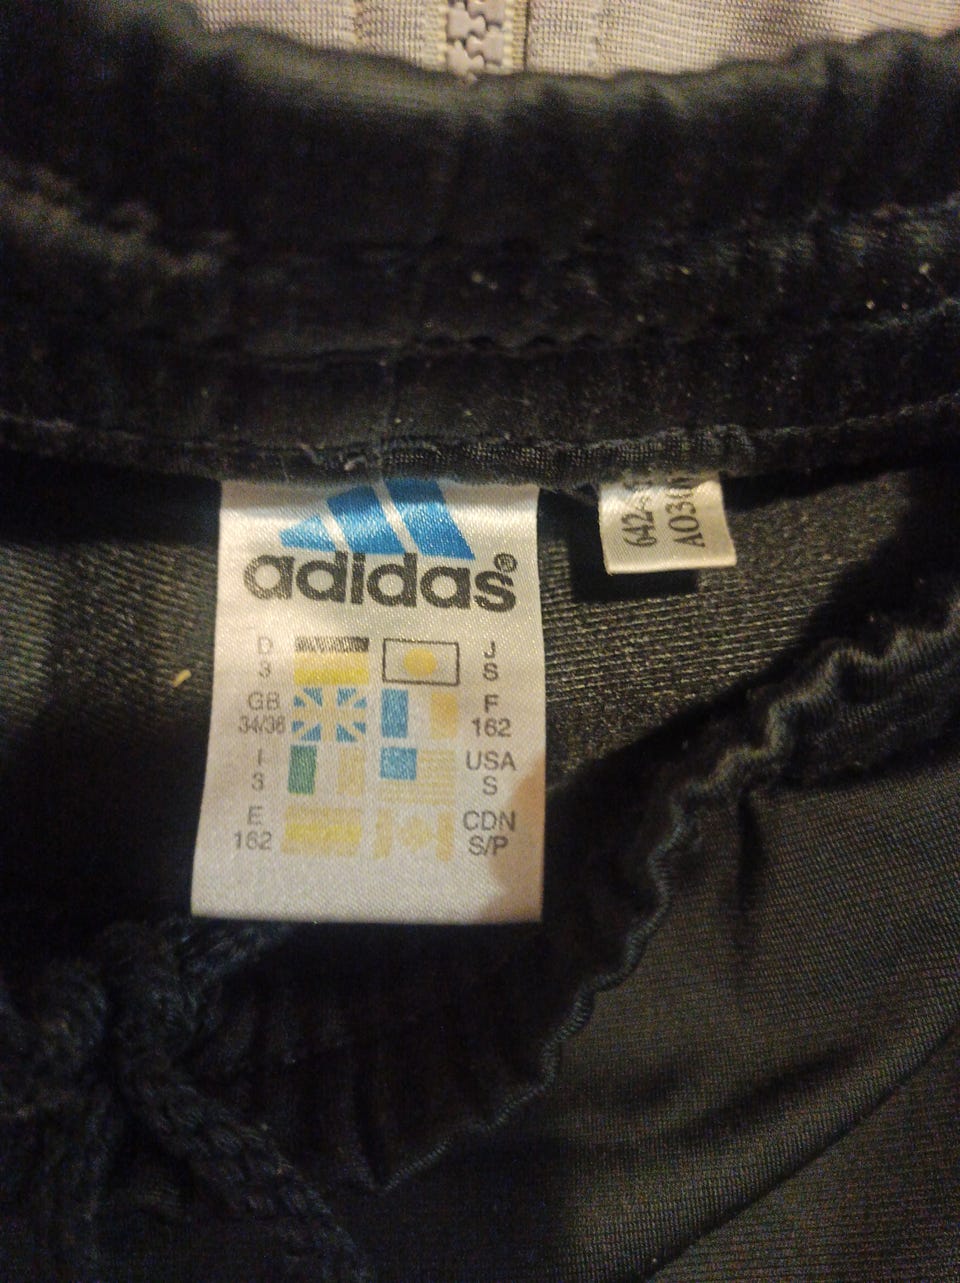 adidas®
D 3
J S
GB 34/36
F 162
I 3
USA S
E 162
CDN S/P